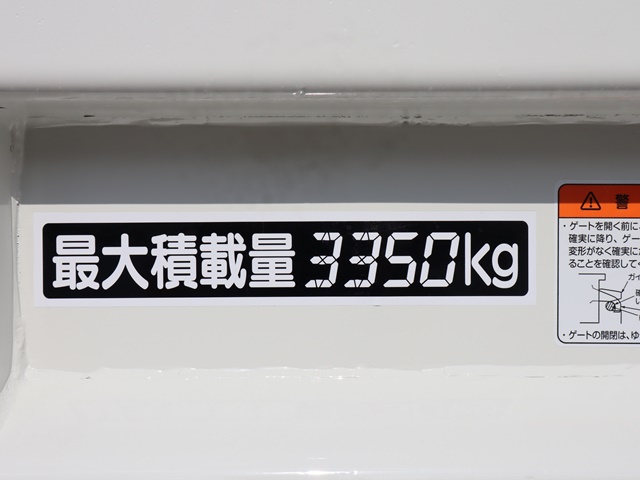 最大積載量 3350kg
⚠ 警
・ゲートを開く前に
確実に降り、ゲー
変形がなく確実に
ることを確認して
ガイ
・ゲートの開閉は、ゆ